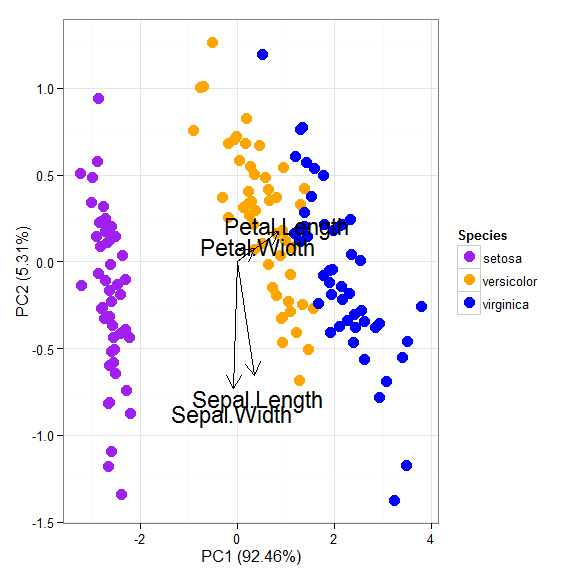 1.0
0.5
0.0
-0.5
-1.0
-1.5
PC2 (5.31%)
Petal.Length
Petal.Width
Sepal.Length
Sepal.Width
-2 0 2 4
PC1 (92.46%)
Species
setosa
versicolor
virginica